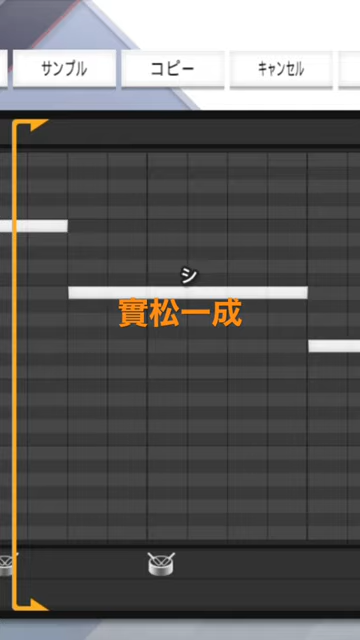 サンプル
コピー
キャンセル
シ
實松一成